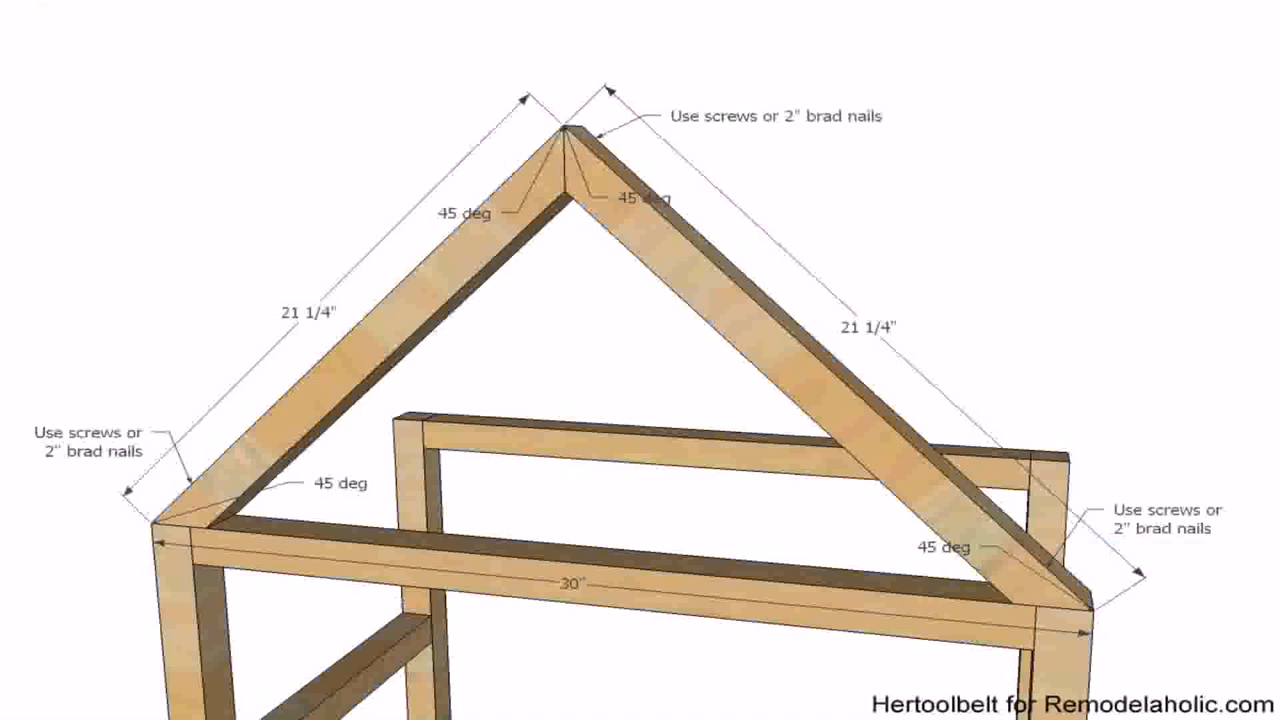 Use screws or 2" brad nails
45 deg
45 deg
21 1/4"
21 1/4"
Use screws or
2" brad nails
45 deg
Use screws or
2" brad nails
45 deg
30"
Hertoolbelt for Remodelaholic.com